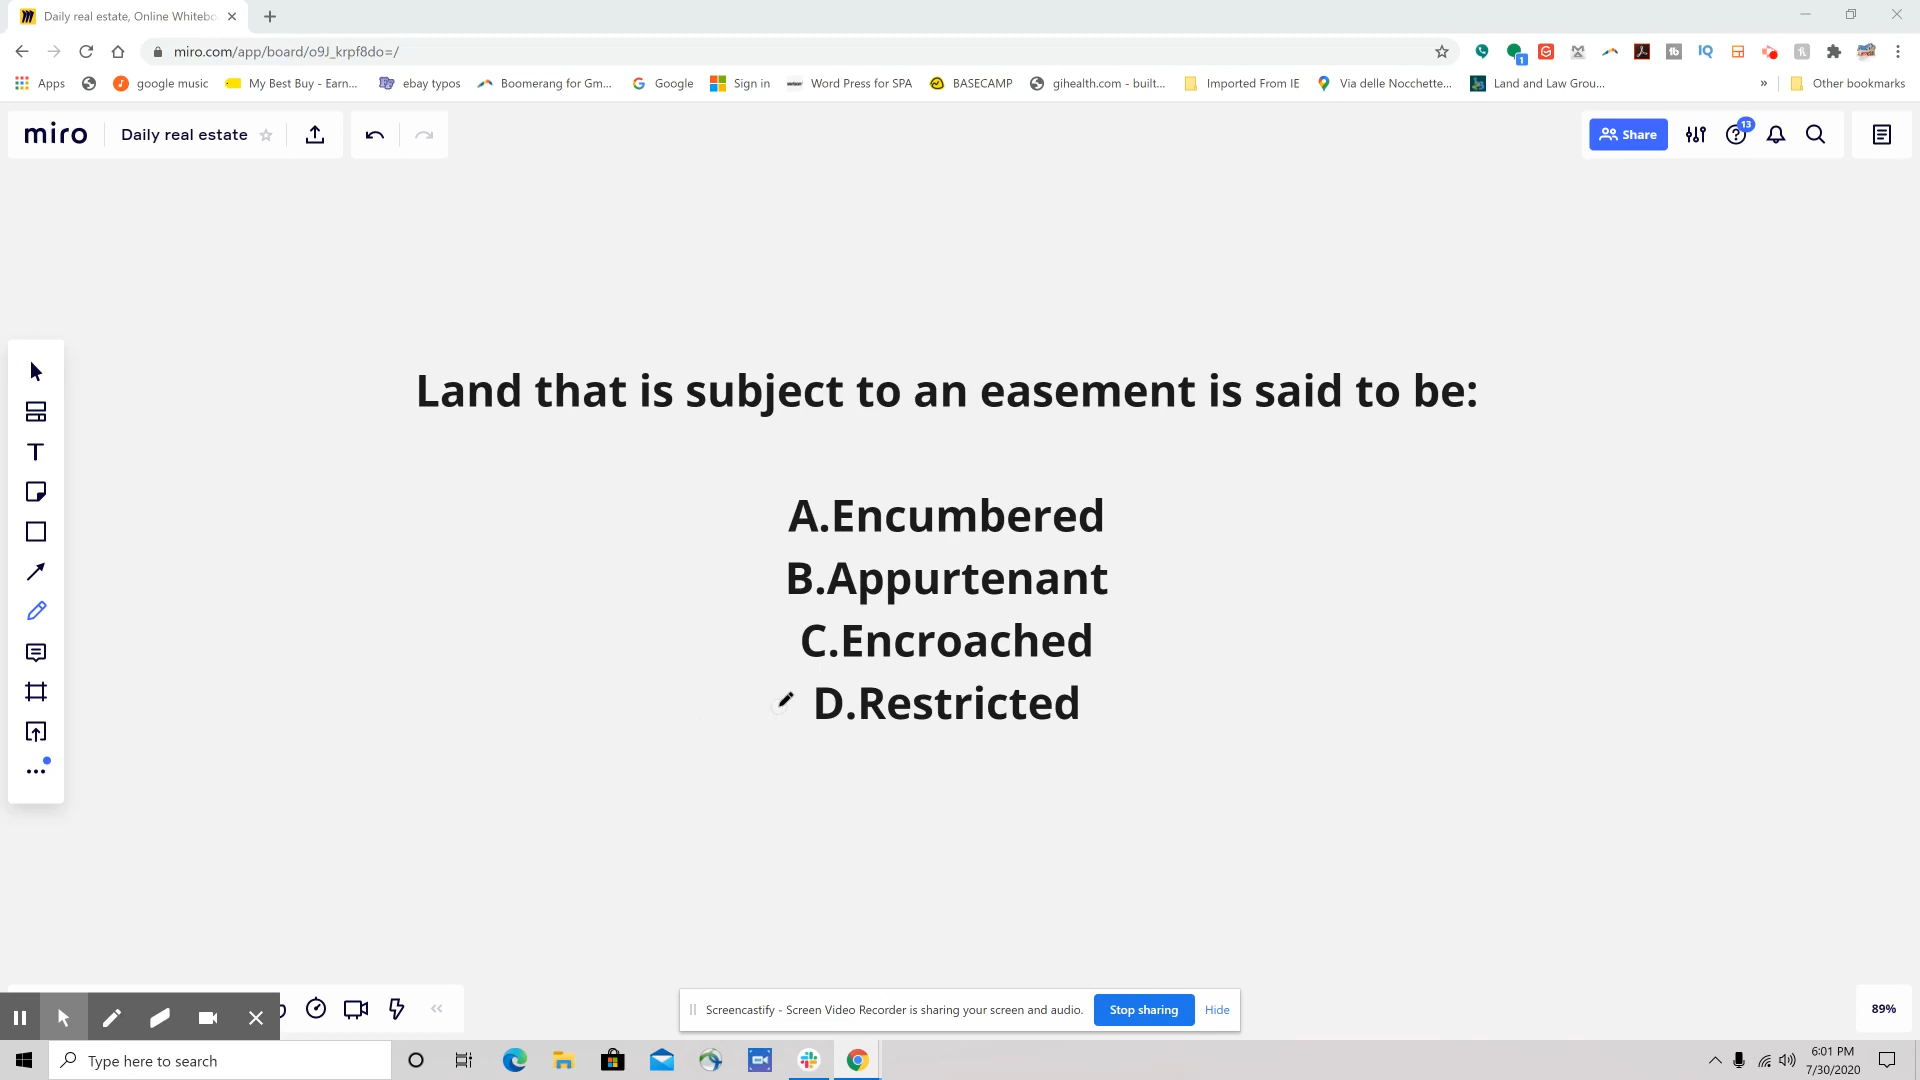 Daily real estate, Online Whitebo
miro.com/app/board/o9J_krpf8do=/
1
Apps
google music
My Best Buy - Earn...
ebay typos
Boomerang for Gm...
Google
Sign in
Word Press for SPA
BASECAMP
gihealth.com - built...
Imported From IE
Via delle Nocchette...
Land and Law Grou...
»
Other bookmarks
miro
Daily real estate
Share
13
Land that is subject to an easement is said to be:
A.Encumbered
B.Appurtenant
C.Encroached
D.Restricted
Screencastify - Screen Video Recorder is sharing your screen and audio.
Stop sharing
Hide
89%
Type here to search
6:01 PM
7/30/2020